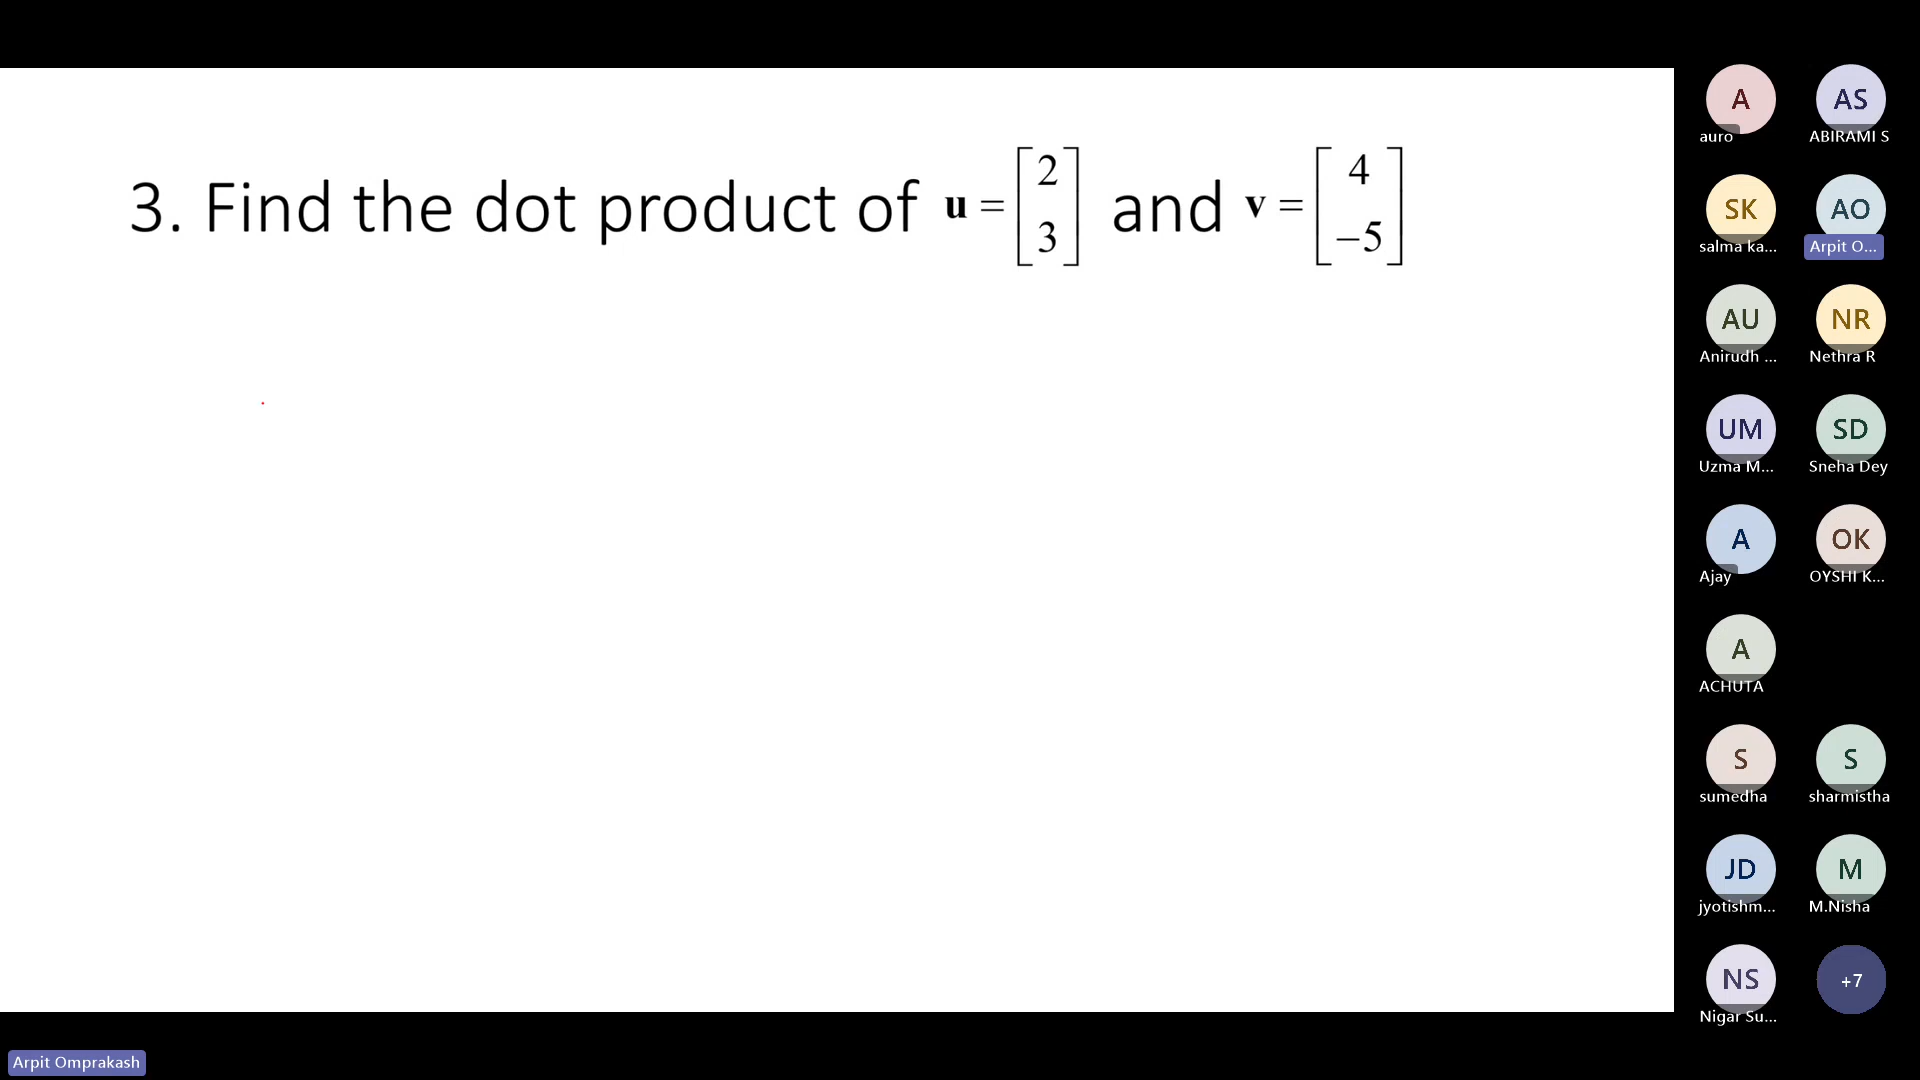 3. Find the dot product of u = [2 3] and v = [4 −5]
A
auro
AS
ABIRAMI S
SK
salma ka...
AO
Arpit O...
AU
Anirudh ...
NR
Nethra R
UM
Uzma M...
SD
Sneha Dey
A
Ajay
OK
OYSHI K...
A
ACHUTA
S
sumedha
S
sharmistha
JD
jyotishm...
M
M.Nisha
NS
Nigar Su...
+7
Arpit Omprakash